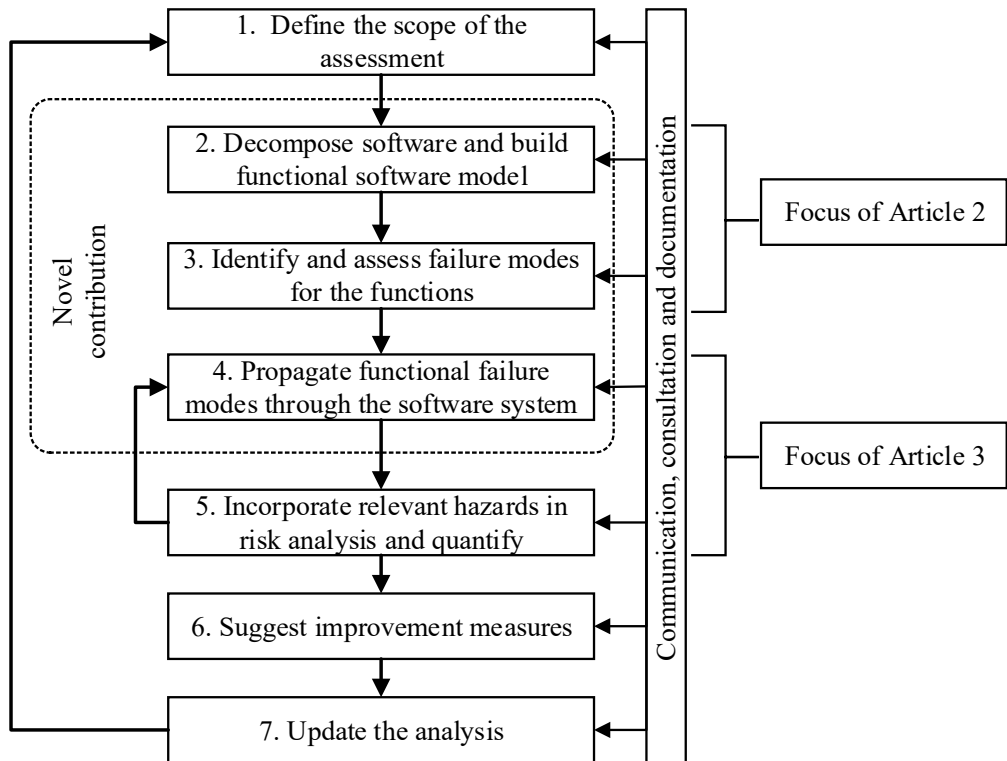 1. Define the scope of the
assessment
2. Decompose software and build
functional software model
3. Identify and assess failure modes
for the functions
4. Propagate functional failure
modes through the software system
5. Incorporate relevant hazards in
risk analysis and quantify
6. Suggest improvement measures
7. Update the analysis
Novel
contribution
Communication, consultation and documentation
Focus of Article 2
Focus of Article 3